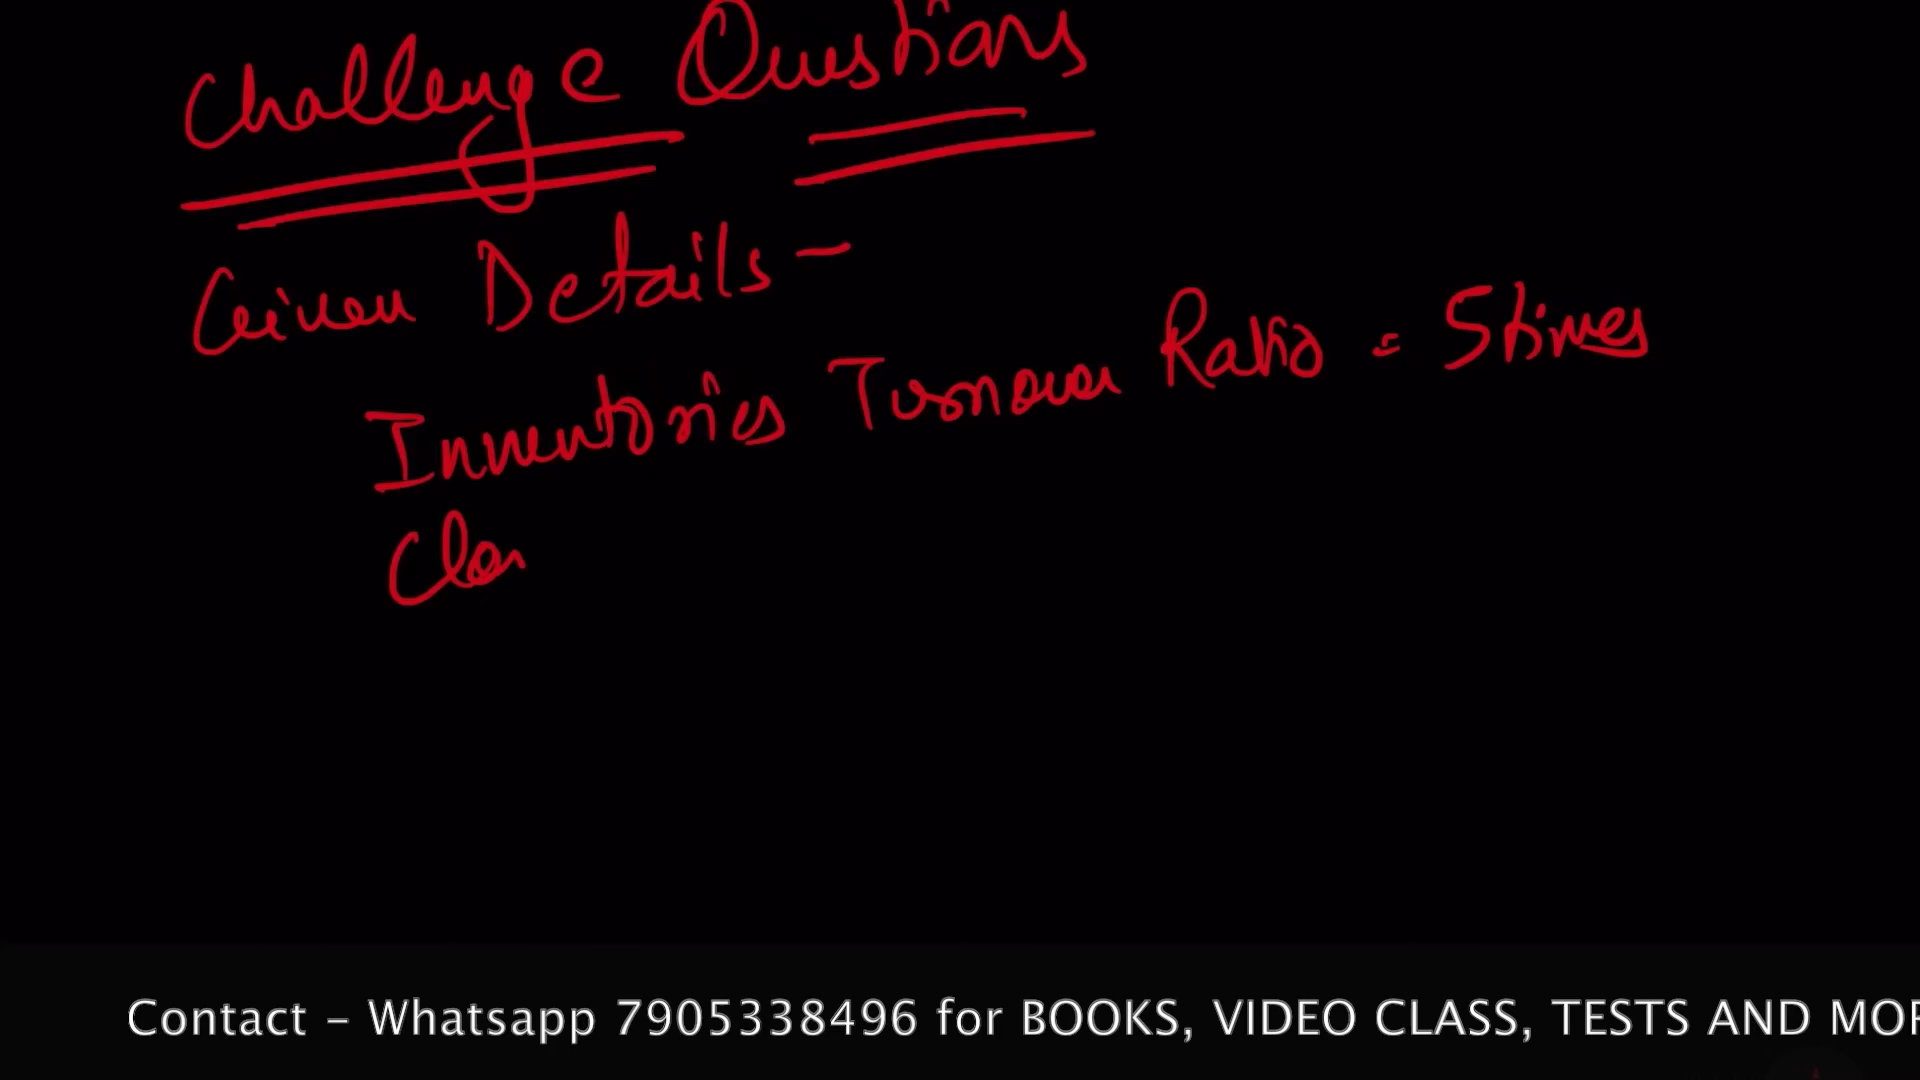 Challenge Questions
Given Details -
Inventories Turnover Ratio = 5 times
Clo
Contact – Whatsapp 7905338496 for BOOKS, VIDEO CLASS, TESTS AND MOR